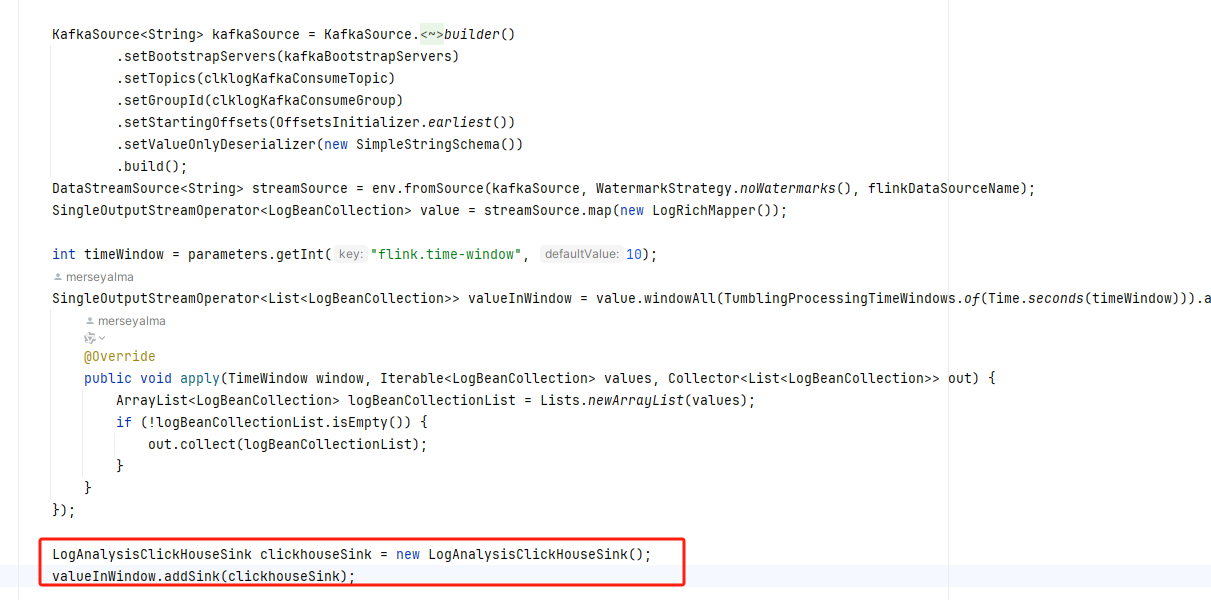 KafkaSource<String> kafkaSource = KafkaSource.<~>builder()
.setBootstrapServers(kafkaBootstrapServers)
.setTopics(clklogKafkaConsumeTopic)
.setGroupId(clklogKafkaConsumeGroup)
.setStartingOffsets(OffsetsInitializer.earliest())
.setValueOnlyDeserializer(new SimpleStringSchema())
.build();
DataStreamSource<String> streamSource = env.fromSource(kafkaSource, WatermarkStrategy.noWatermarks(), flinkDataSourceName);
SingleOutputStreamOperator<LogBeanCollection> value = streamSource.map(new LogRichMapper());
int timeWindow = parameters.getInt( key: "flink.time-window", defaultValue: 10);
merseyalma
SingleOutputStreamOperator<List<LogBeanCollection>> valueInWindow = value.windowAll(TumblingProcessingTimeWindows.of(Time.seconds(timeWindow))).a
merseyalma
@Override
public void apply(TimeWindow window, Iterable<LogBeanCollection> values, Collector<List<LogBeanCollection>> out) {
ArrayList<LogBeanCollection> logBeanCollectionList = Lists.newArrayList(values);
if (!logBeanCollectionList.isEmpty()) {
out.collect(logBeanCollectionList);
}
}
});
LogAnalysisClickHouseSink clickhouseSink = new LogAnalysisClickHouseSink();
valueInWindow.addSink(clickhouseSink);